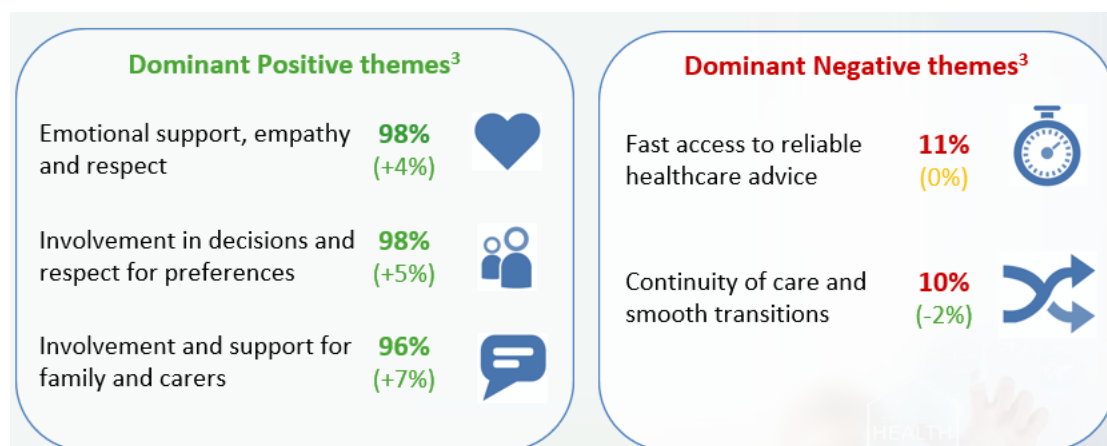 Dominant Positive themes³
Emotional support, empathy
and respect
98%
(+4%)
Involvement in decisions and
respect for preferences
98%
(+5%)
Involvement and support for
family and carers
96%
(+7%)
Dominant Negative themes³
Fast access to reliable
healthcare advice
11%
(0%)
Continuity of care and
smooth transitions
10%
(-2%)
HEALTH